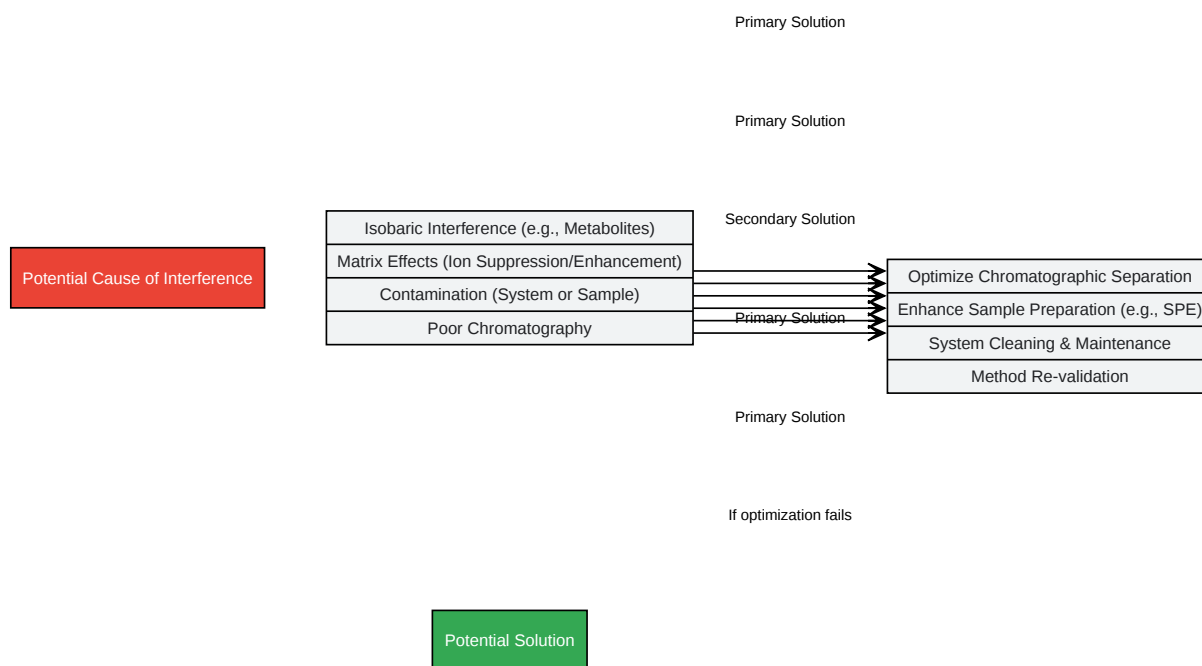 Primary Solution
Primary Solution
Secondary Solution
Potential Cause of Interference
Isobaric Interference (e.g., Metabolites)
Matrix Effects (Ion Suppression/Enhancement)
Contamination (System or Sample)
Poor Chromatography
Primary Solution
Optimize Chromatographic Separation
Enhance Sample Preparation (e.g., SPE)
System Cleaning & Maintenance
Method Re-validation
Primary Solution
If optimization fails
Potential Solution